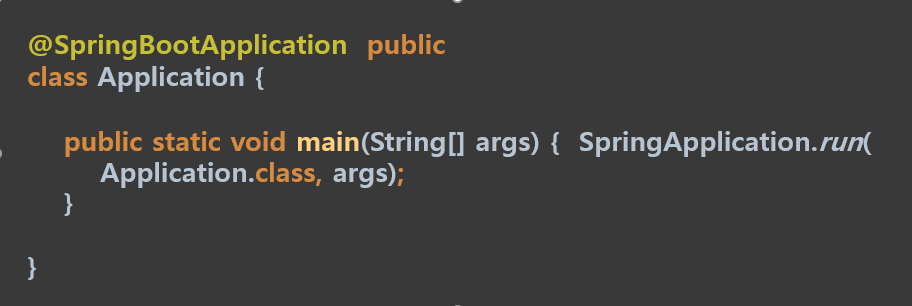 @SpringBootApplication public
class Application {
public static void main(String[] args) { SpringApplication.run(
Application.class, args);
}
}